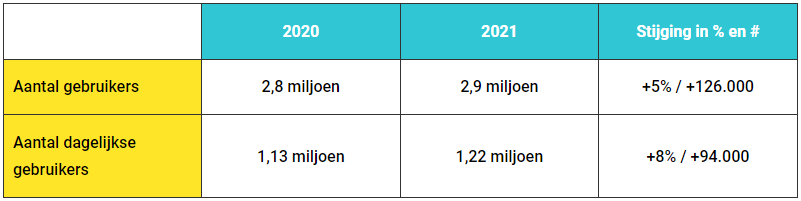 2020 2021 Stijging in % en #
Aantal gebruikers 2,8 miljoen 2,9 miljoen +5% / +126.000
Aantal dagelijkse
gebruikers 1,13 miljoen 1,22 miljoen +8% / +94.000